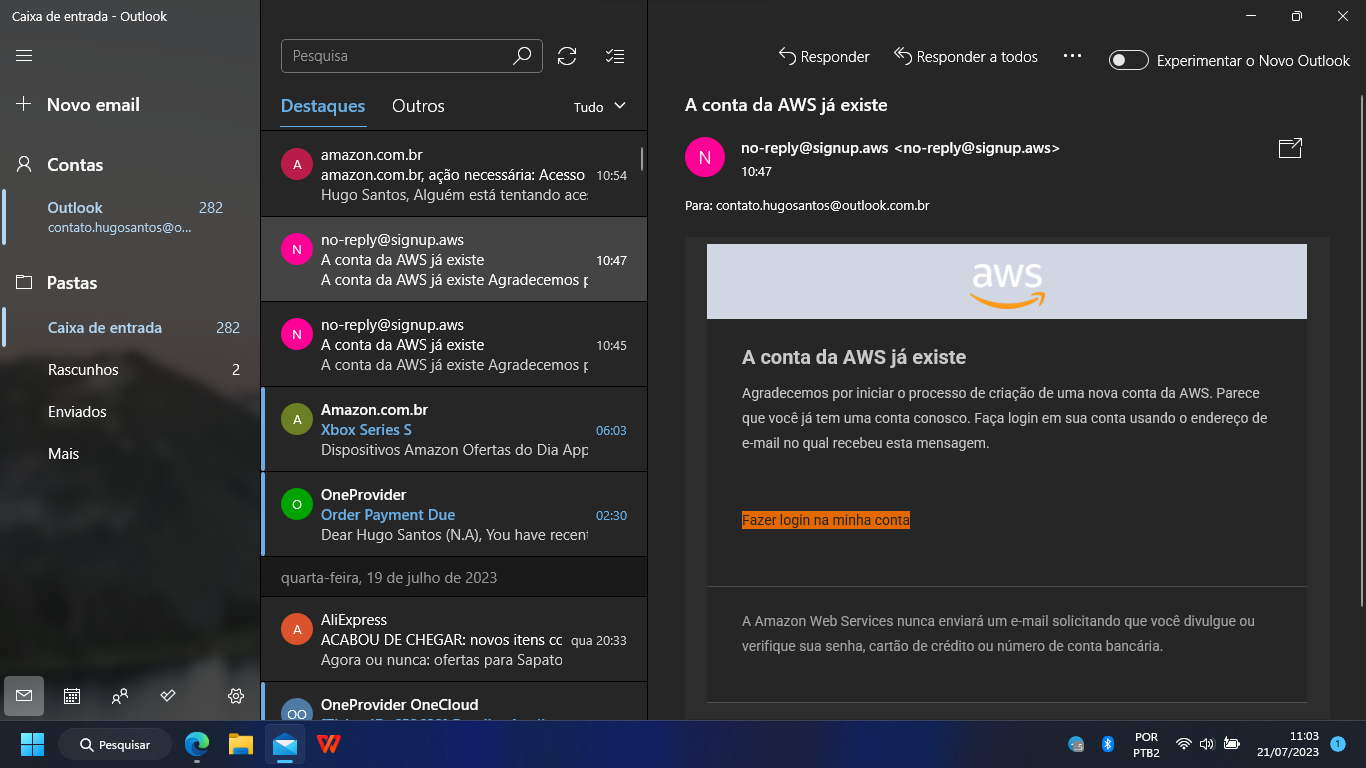 Caixa de entrada - Outlook
Novo email
Contas
Outlook 282
contato.hugosantos@o...
Pastas
Caixa de entrada 282
Rascunhos 2
Enviados
Mais
Pesquisa
Destaques Outros Tudo
A
amazon.com.br
amazon.com.br, ação necessária: Acesso 10:54
Hugo Santos, Alguém está tentando ace
N
no-reply@signup.aws
A conta da AWS já existe 10:47
A conta da AWS já existe Agradecemos p
N
no-reply@signup.aws
A conta da AWS já existe 10:45
A conta da AWS já existe Agradecemos p
A
Amazon.com.br
Xbox Series S 06:03
Dispositivos Amazon Ofertas do Dia App
O
OneProvider
Order Payment Due 02:30
Dear Hugo Santos (N.A), You have recent
quarta-feira, 19 de julho de 2023
A
AliExpress
ACABOU DE CHEGAR: novos itens cc qua 20:33
Agora ou nunca: ofertas para Sapato
OO
OneProvider OneCloud
Responder Responder a todos Experimentar o Novo Outlook
A conta da AWS já existe
N
no-reply@signup.aws <no-reply@signup.aws>
10:47
Para: contato.hugosantos@outlook.com.br
aws
A conta da AWS já existe
Agradecemos por iniciar o processo de criação de uma nova conta da AWS. Parece
que você já tem uma conta conosco. Faça login em sua conta usando o endereço de
e-mail no qual recebeu esta mensagem.
Fazer login na minha conta
A Amazon Web Services nunca enviará um e-mail solicitando que você divulgue ou
verifique sua senha, cartão de crédito ou número de conta bancária.
Pesquisar
POR
PTB2
11:03
21/07/2023
1